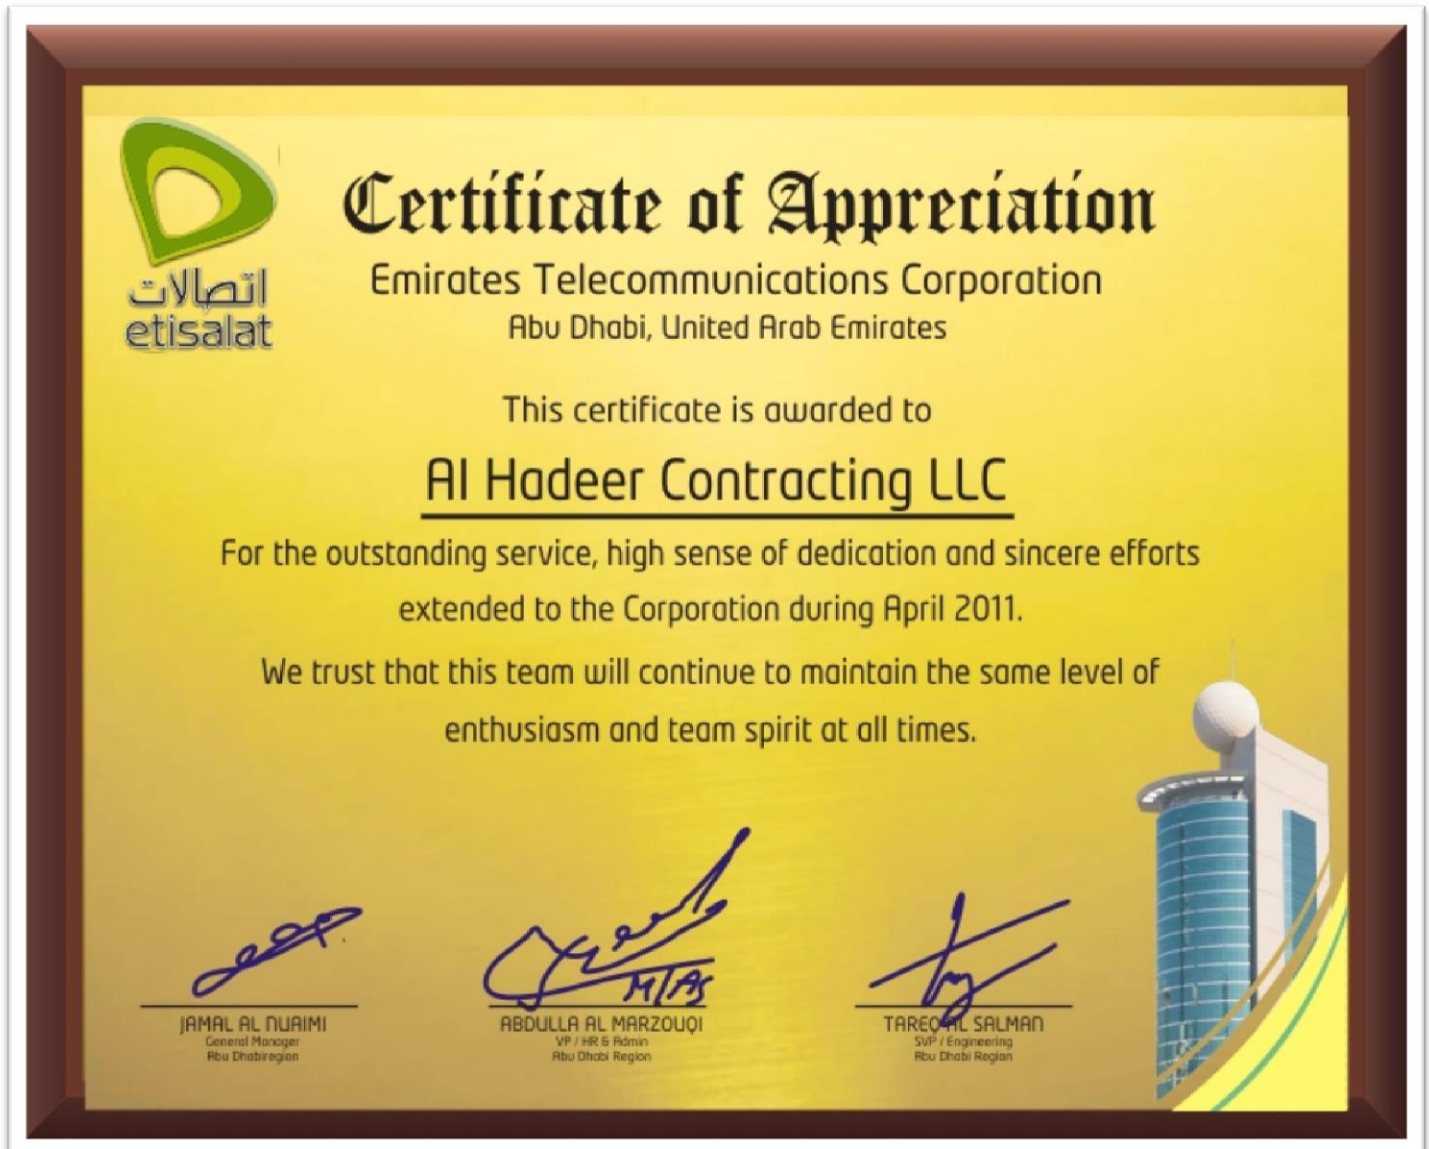 Certificate of Appreciation
اتصالات
etisalat
Emirates Telecommunications Corporation
Abu Dhabi, United Arab Emirates
This certificate is awarded to
Al Hadeer Contracting LLC
For the outstanding service, high sense of dedication and sincere efforts
extended to the Corporation during April 2011.
We trust that this team will continue to maintain the same level of
enthusiasm and team spirit at all times.
JAMAL AL NUAIMI
General Manager
Abu Dhabiregion
ABDULLA AL MARZOUQI
VP / HR & Admin
Abu Dhabi Region
TAREQ AL SALMAN
SVP / Engineering
Abu Dhabi Region